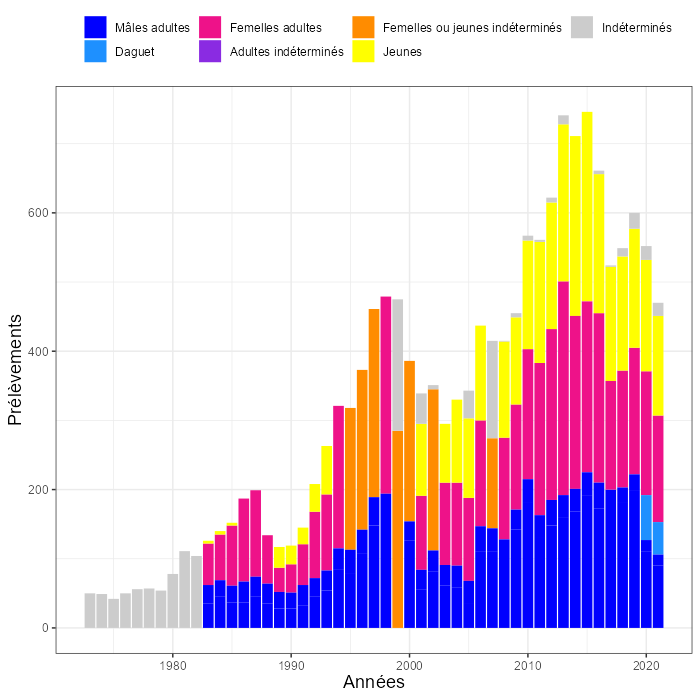 Mâles adultes Femelles adultes Femelles ou jeunes indéterminés Indéterminés
Daguet Adultes indéterminés Jeunes
600
400
200
0
Prélèvements
1980 1990 2000 2010 2020
Années